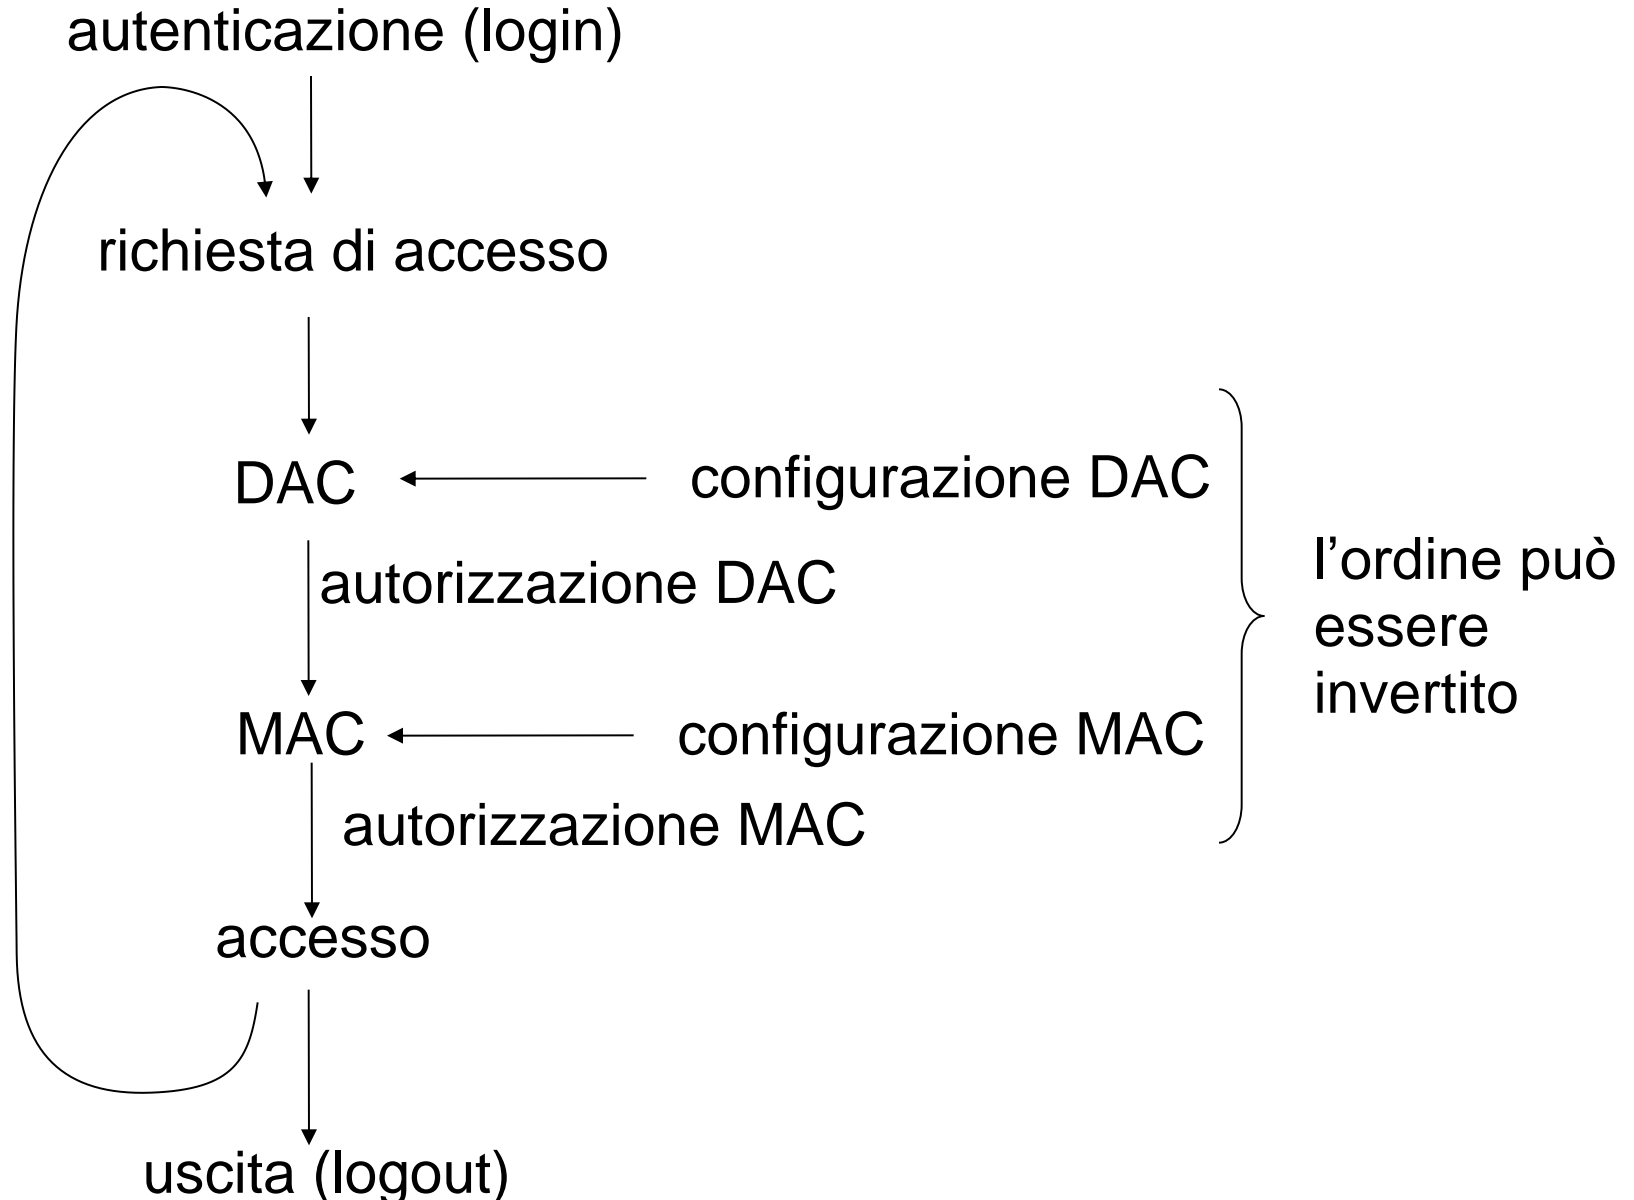 autenticazione (login)
richiesta di accesso
DAC
configurazione DAC
autorizzazione DAC
l’ordine può
essere
invertito
MAC
configurazione MAC
autorizzazione MAC
accesso
uscita (logout)